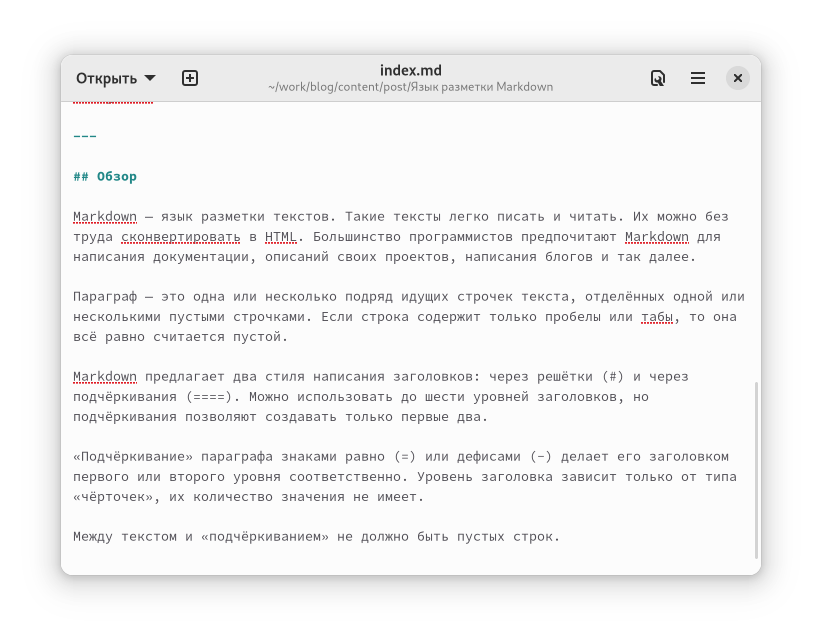 Открыть
index.md
~/work/blog/content/post/Язык разметки Markdown
---
## Обзор
Markdown — язык разметки текстов. Такие тексты легко писать и читать. Их можно без
труда сконвертировать в HTML. Большинство программистов предпочитают Markdown для
написания документации, описаний своих проектов, написания блогов и так далее.
Параграф — это одна или несколько подряд идущих строчек текста, отделённых одной или
несколькими пустыми строчками. Если строка содержит только пробелы или табы, то она
всё равно считается пустой.
Markdown предлагает два стиля написания заголовков: через решётки (#) и через
подчёркивания (====). Можно использовать до шести уровней заголовков, но
подчёркивания позволяют создавать только первые два.
«Подчёркивание» параграфа знаками равно (=) или дефисами (-) делает его заголовком
первого или второго уровня соответственно. Уровень заголовка зависит только от типа
«чёрточек», их количество значения не имеет.
Между текстом и «подчёркиванием» не должно быть пустых строк.